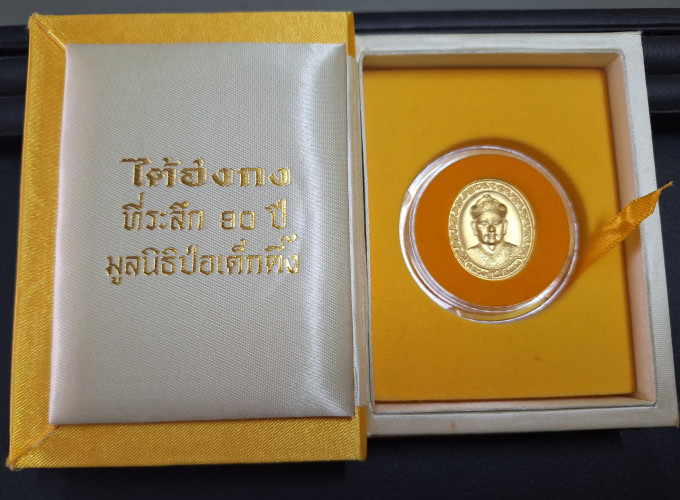 ไต้ฮงกง
ที่ระลึก ๘๐ ปี
มูลนิธิป่อเต็กตึ๊ง